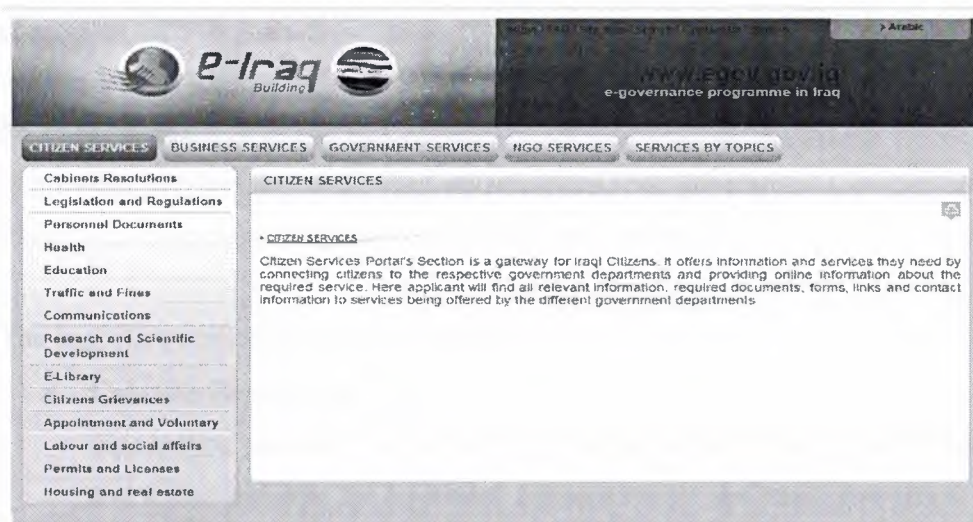 > Arabic
e-Iraq
Building
www.egov.gov.iq
e-governance programme in Iraq
CITIZEN SERVICES
BUSINESS SERVICES
GOVERNMENT SERVICES
NGO SERVICES
SERVICES BY TOPICS
Cabinets Resolutions
Legislation and Regulations
Personnel Documents
Health
Education
Traffic and Fines
Communications
Research and Scientific
Development
E-Library
Citizens Grievances
Appointment and Voluntary
Labour and social affairs
Permits and Licenses
Housing and real estate
CITIZEN SERVICES
• CITIZEN SERVICES
Citizen Services Portal's Section is a gateway for Iraqi Citizens. It offers information and services they need by
connecting citizens to the respective government departments and providing online information about the
required service. Here applicant will find all relevant information, required documents, forms, links and contact
information to services being offered by the different government departments